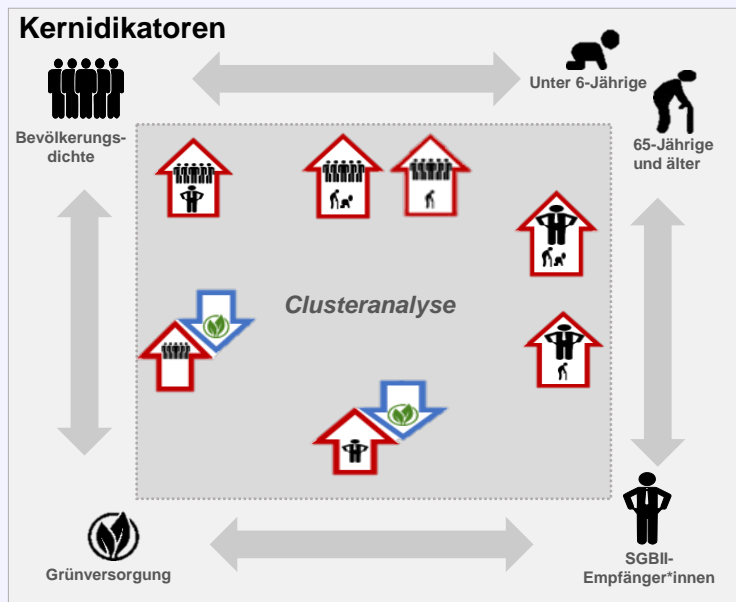 Kernidikatoren
Unter 6-Jährige
Bevölkerungs-
dichte
65-Jährige
und älter
Clusteranalyse
Grünversorgung
SGBII-
Empfänger*innen